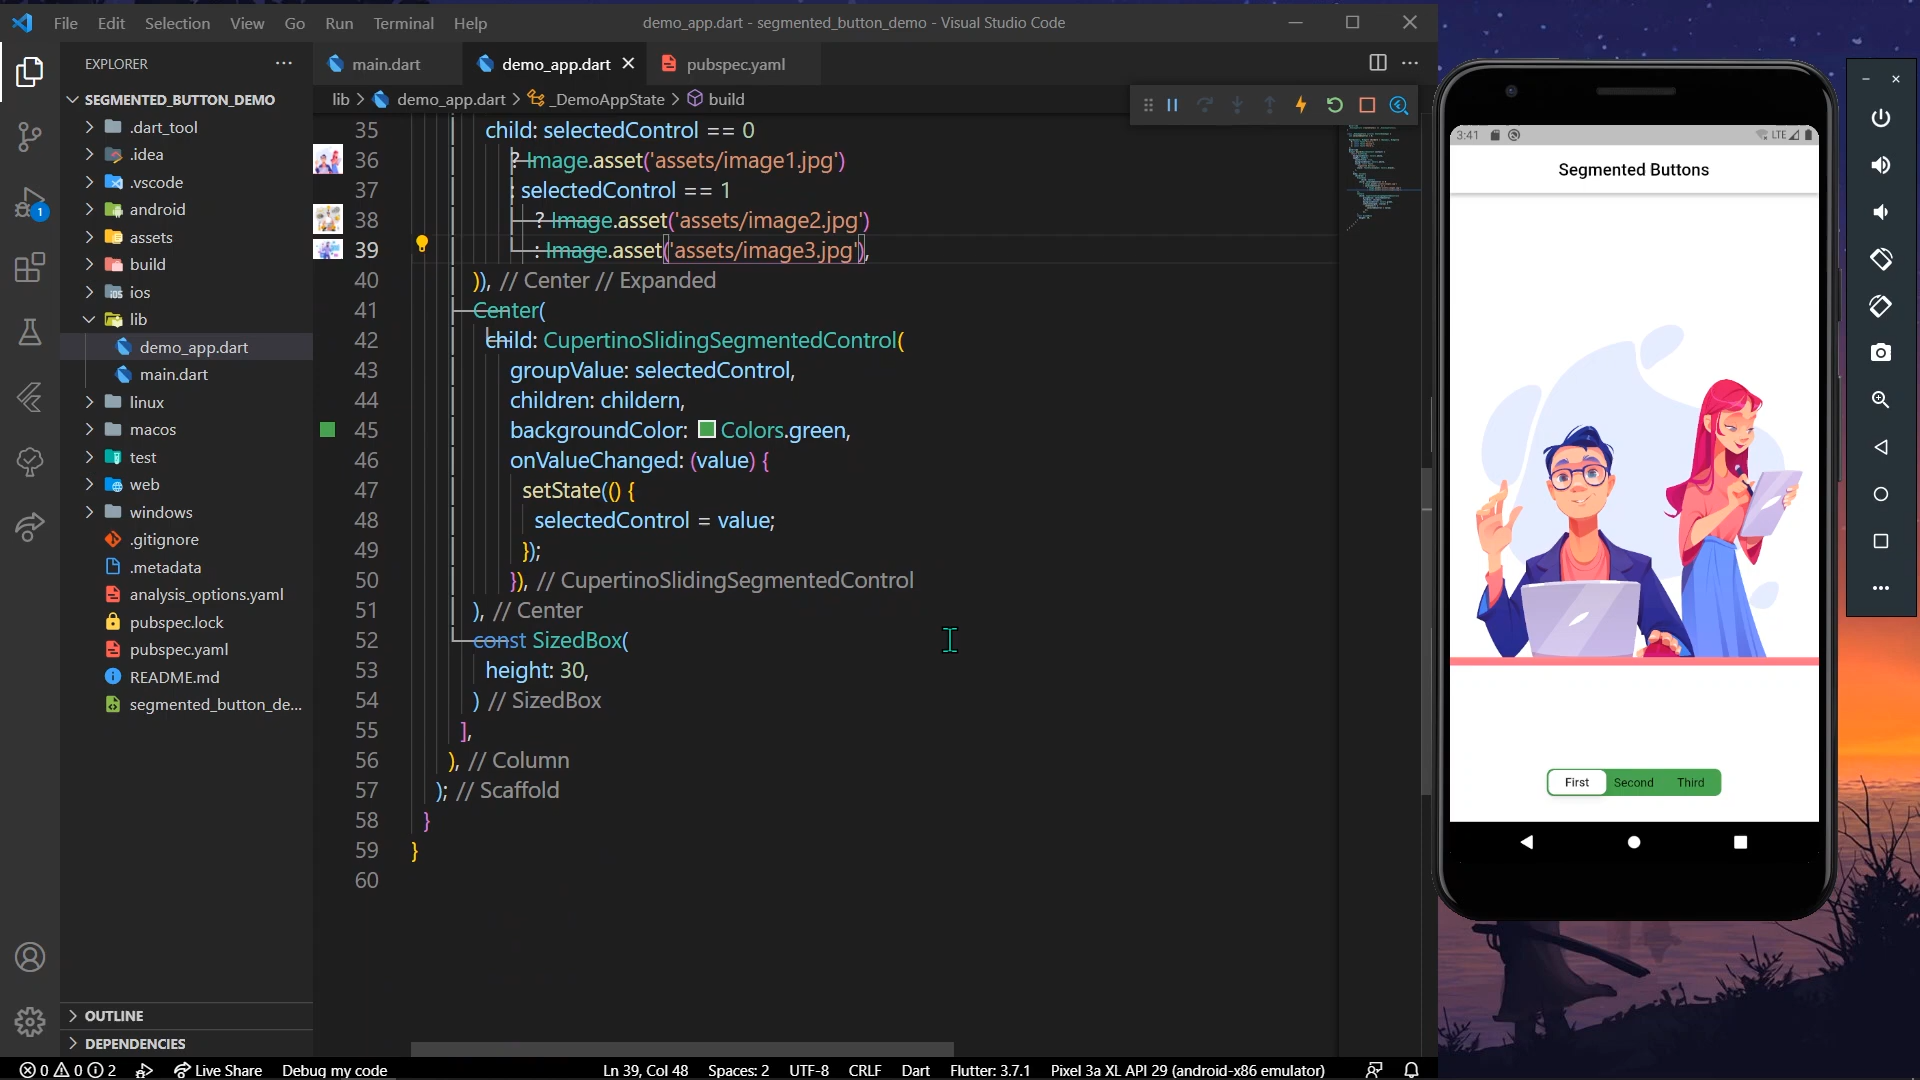 File Edit Selection View Go Run Terminal Help
demo_app.dart - segmented_button_demo - Visual Studio Code
EXPLORER
SEGMENTED_BUTTON_DEMO
.dart_tool
.idea
.vscode
android
assets
build
ios
lib
demo_app.dart
main.dart
linux
macos
test
web
windows
.gitignore
.metadata
analysis_options.yaml
pubspec.lock
pubspec.yaml
README.md
segmented_button_de...
OUTLINE
DEPENDENCIES
1
main.dart demo_app.dart pubspec.yaml
lib > demo_app.dart > _DemoAppState > build
35 child: selectedControl == 0
36 ? Image.asset('assets/image1.jpg')
37 : selectedControl == 1
38 ? Image.asset('assets/image2.jpg')
39 : Image.asset('assets/image3.jpg'),
40 )), // Center // Expanded
41 Center(
42 child: CupertinoSlidingSegmentedControl(
43 groupValue: selectedControl,
44 children: childern,
45 backgroundColor: Colors.green,
46 onValueChanged: (value) {
47 setState(() {
48 selectedControl = value;
49 });
50 }), // CupertinoSlidingSegmentedControl
51 ), // Center
52 const SizedBox(
53 height: 30,
54 ) // SizedBox
55 ],
56 ), // Column
57 ); // Scaffold
58 }
59 }
60
3:41 LTE
Segmented Buttons
First Second Third
0 0 2 Live Share Debug my code Ln 39, Col 48 Spaces: 2 UTF-8 CRLF Dart Flutter: 3.7.1 Pixel 3a XL API 29 (android-x86 emulator)